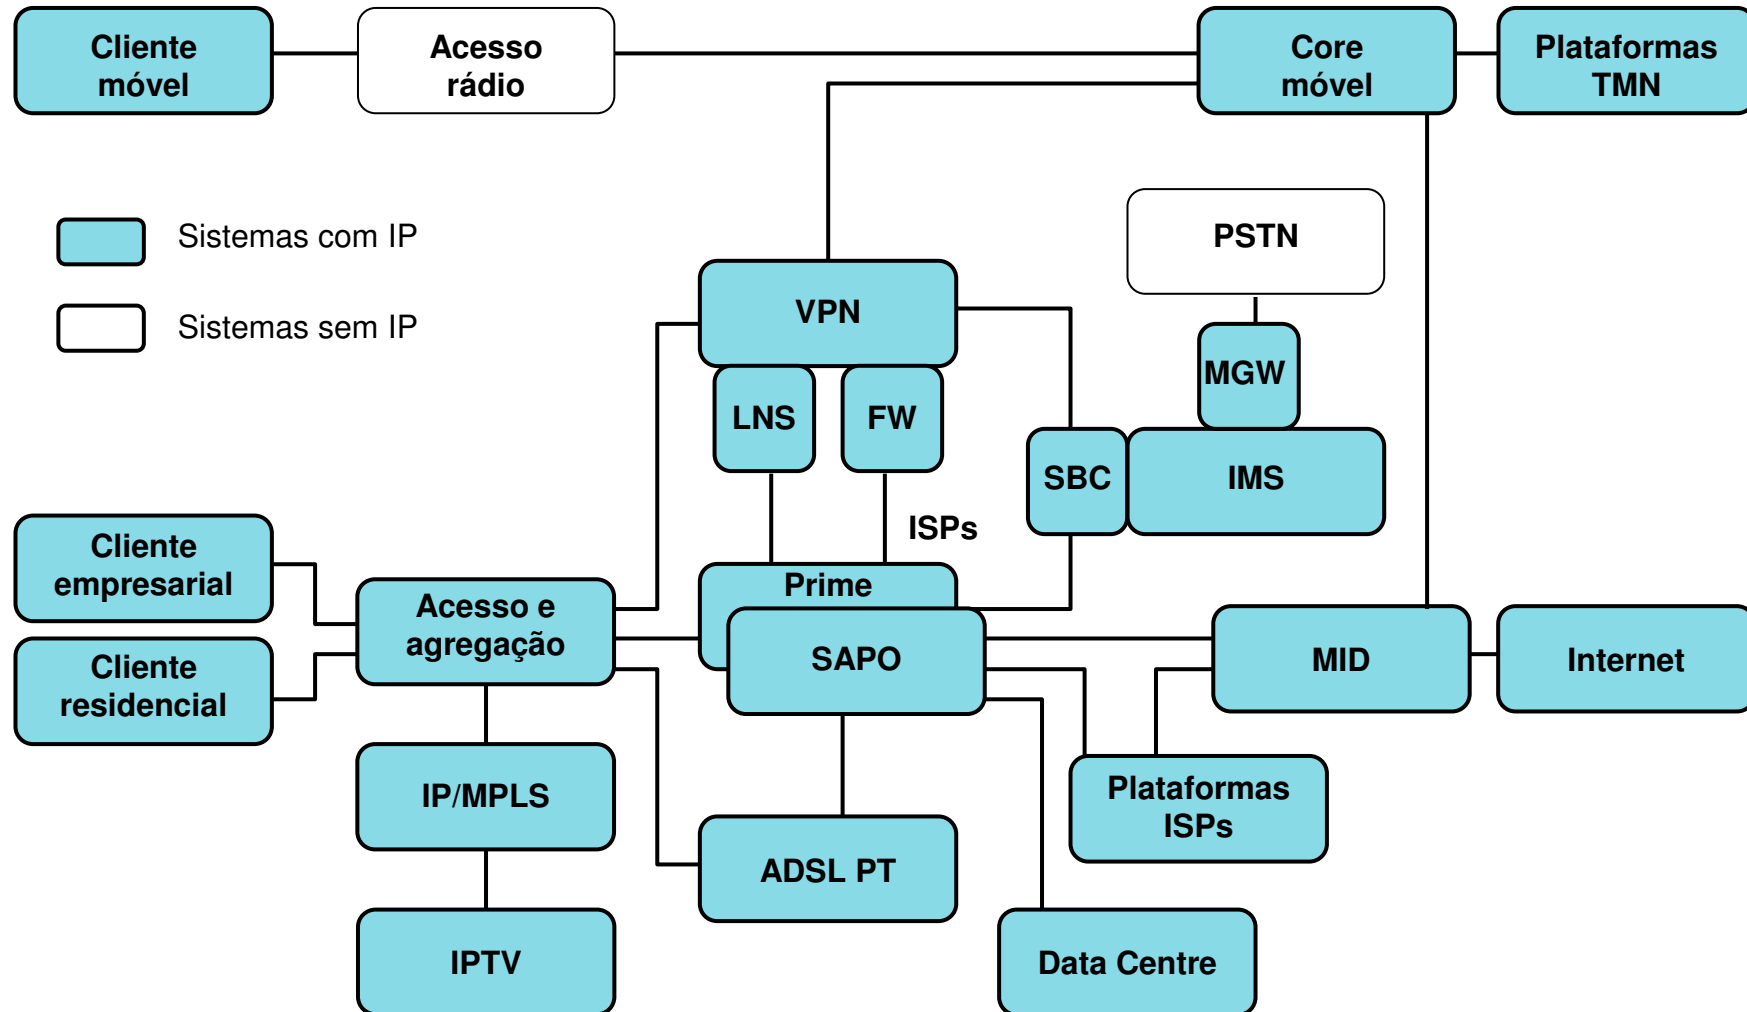 Cliente
móvel
Acesso
rádio
Core
móvel
Plataformas
TMN
Sistemas com IP
Sistemas sem IP
PSTN
VPN
MGW
LNS
FW
SBC
IMS
ISPs
Cliente
empresarial
Prime
Acesso e
agregação
SAPO
MID
Internet
Cliente
residencial
IP/MPLS
Plataformas
ISPs
ADSL PT
IPTV
Data Centre